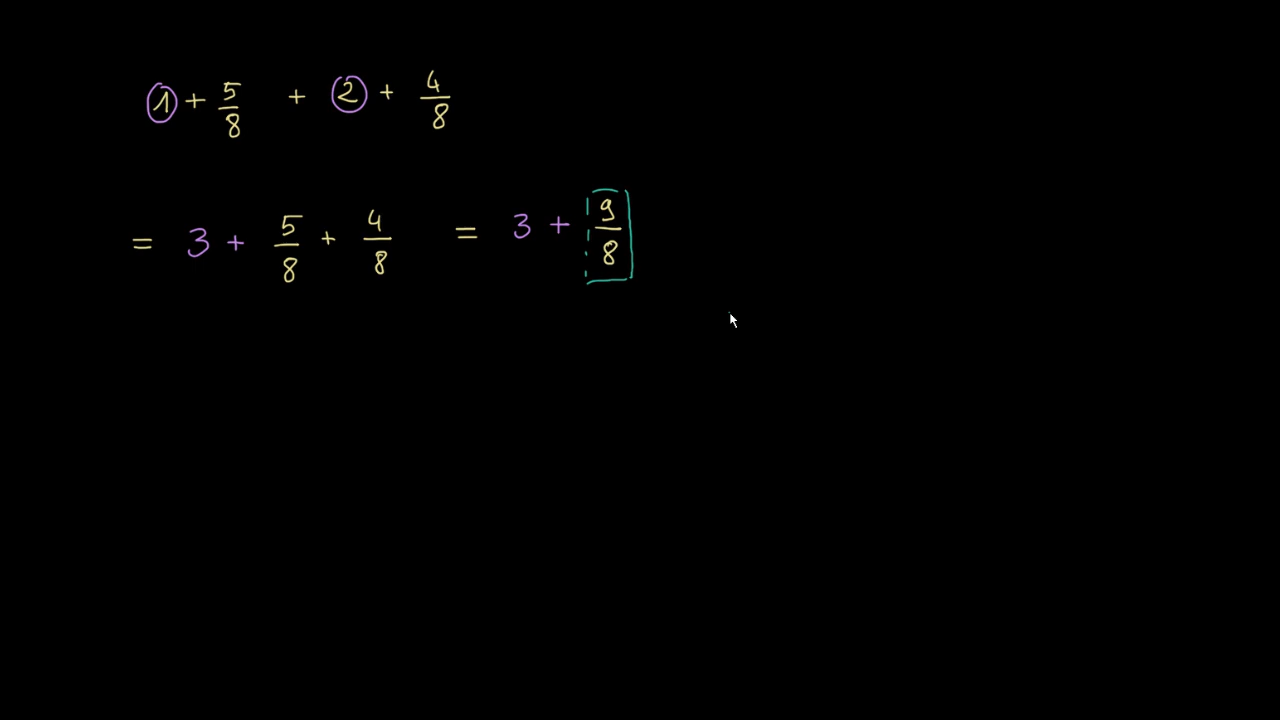 1 + 5/8 + 2 + 4/8
= 3 + 5/8 + 4/8 = 3 + 9/8